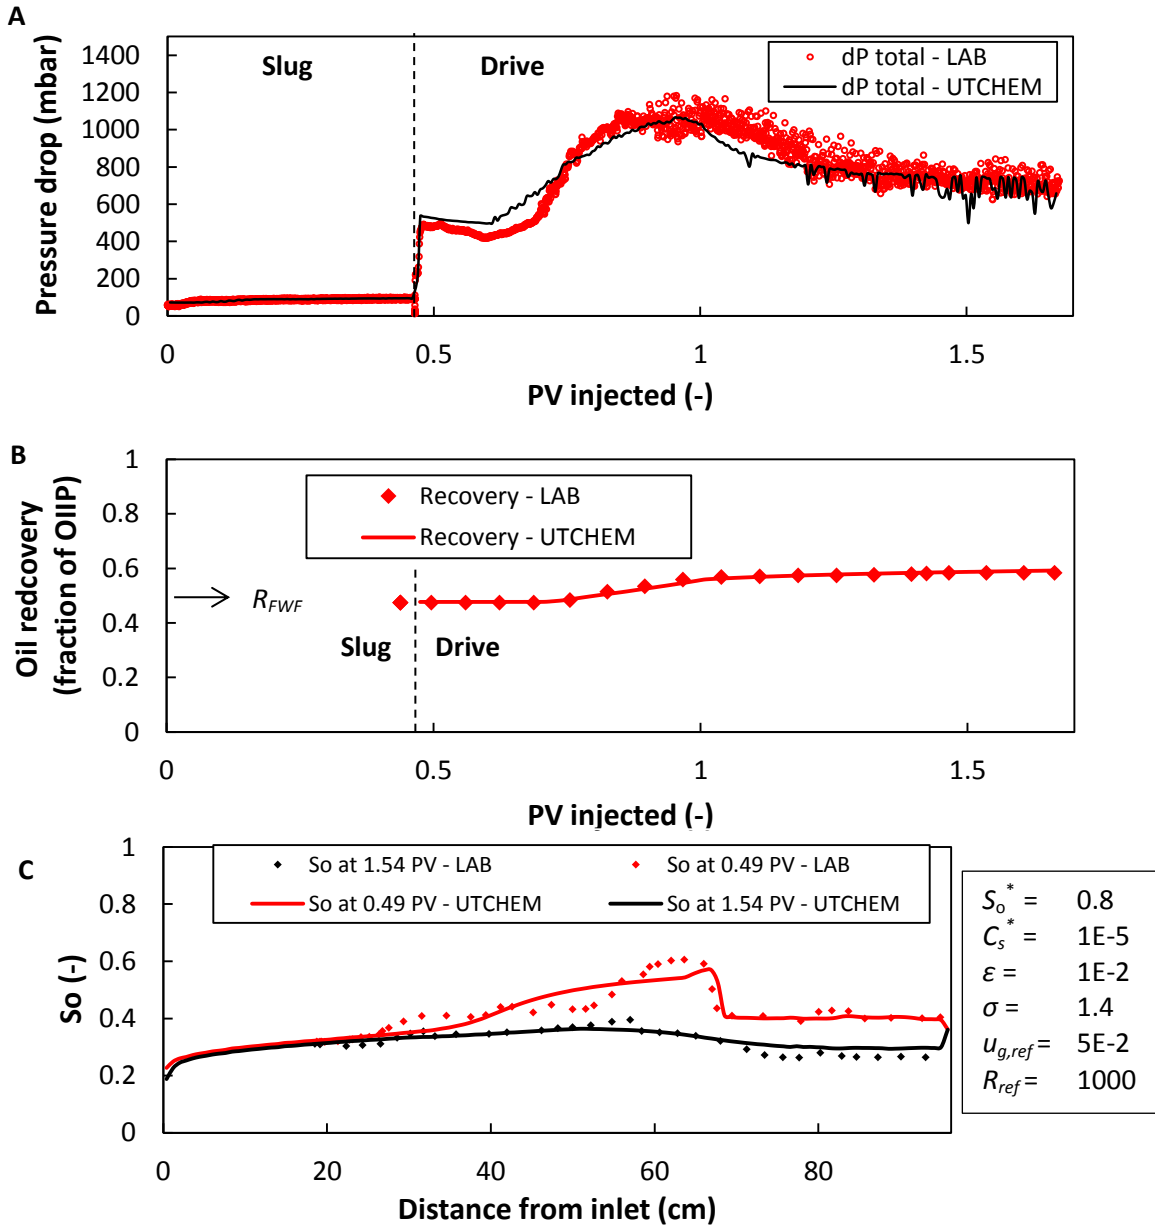 A
Pressure drop (mbar)
1400
1200
1000
800
600
400
200
0
Slug
Drive
dP total - LAB
dP total - UTCHEM
0
0.5
1
1.5
PV injected (-)
B
Oil redcovery
(fraction of OIIP)
1
0.8
0.6
0.4
0.2
0
Recovery - LAB
Recovery - UTCHEM
R_FWF
Slug
Drive
0
0.5
1
1.5
PV injected (-)
C
So (-)
1
0.8
0.6
0.4
0.2
0
So at 1.54 PV - LAB
So at 0.49 PV - LAB
So at 0.49 PV - UTCHEM
So at 1.54 PV - UTCHEM
0
20
40
60
80
Distance from inlet (cm)
S_o^* = 0.8
C_s^* = 1E-5
ε = 1E-2
σ = 1.4
u_g,ref = 5E-2
R_ref = 1000